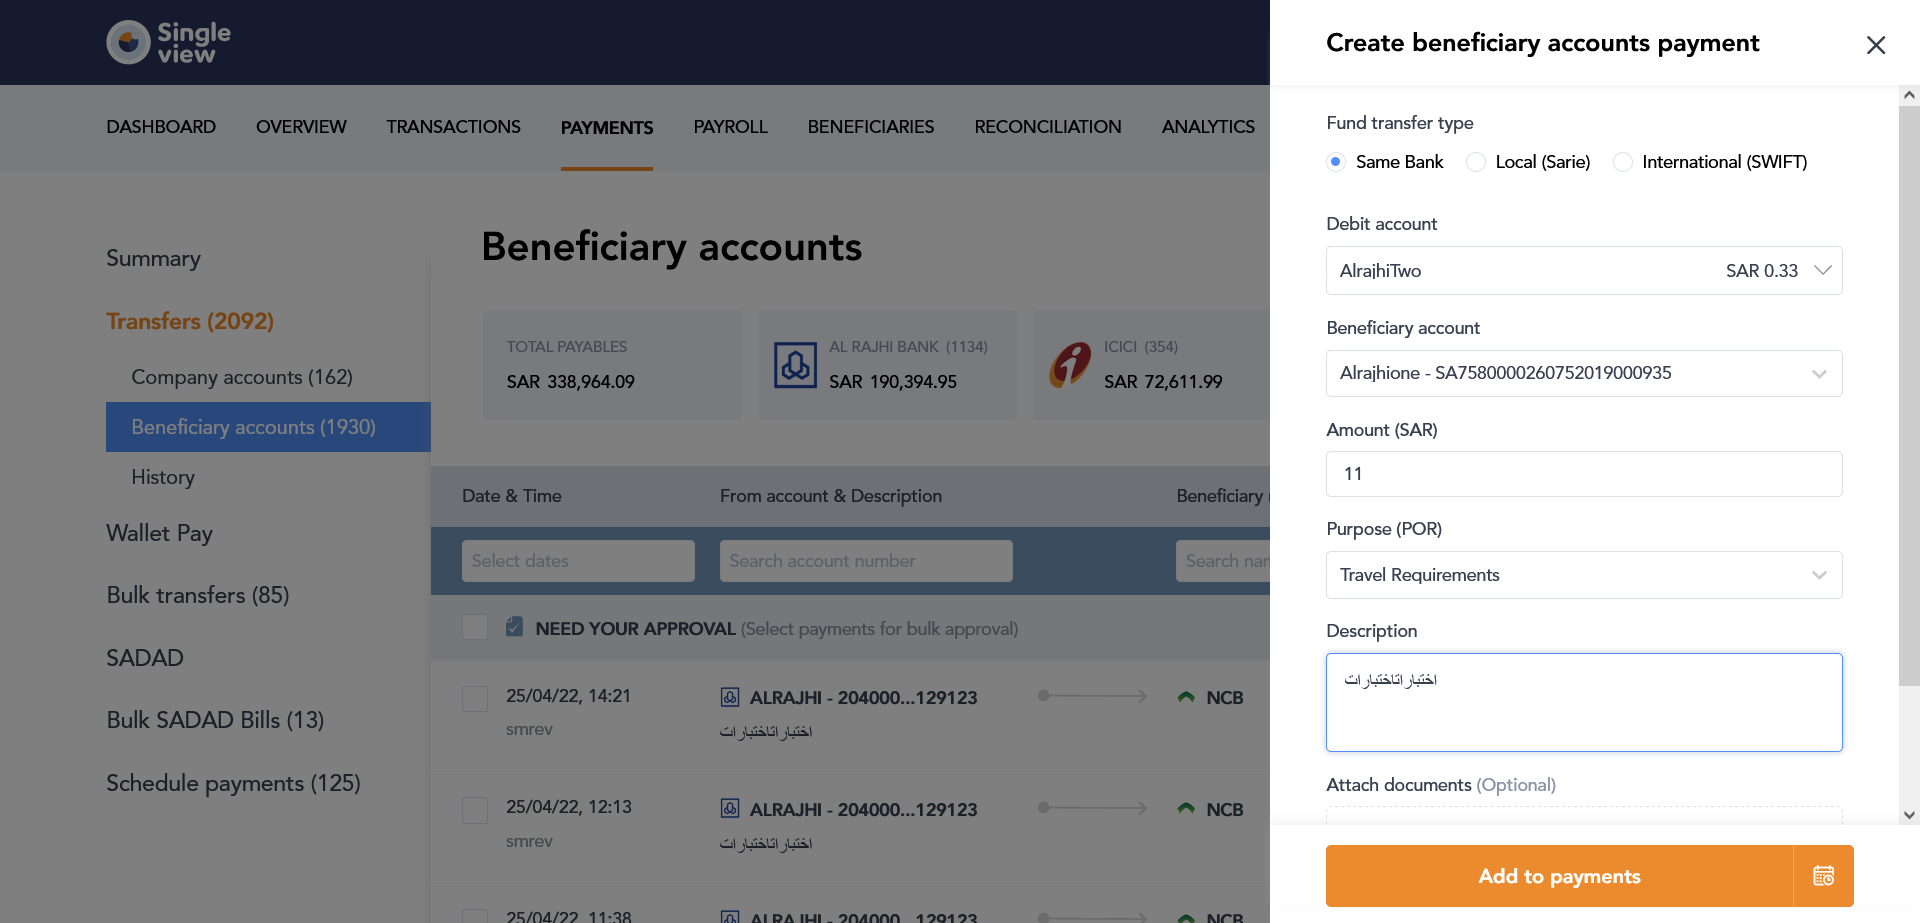 Single
view
DASHBOARD OVERVIEW TRANSACTIONS PAYMENTS PAYROLL BENEFICIARIES RECONCILIATION ANALYTICS
Summary
Transfers (2092)
Company accounts (162)
Beneficiary accounts (1930)
History
Wallet Pay
Bulk transfers (85)
SADAD
Bulk SADAD Bills (13)
Schedule payments (125)
Beneficiary accounts
TOTAL PAYABLES
SAR 338,964.09
AL RAJHI BANK (1134)
SAR 190,394.95
ICICI (354)
SAR 72,611.99
Date & Time From account & Description Beneficiary
Select dates Search account number Search
NEED YOUR APPROVAL (Select payments for bulk approval)
25/04/22, 14:21 ALRAJHI - 204000...129123 NCB
smrev اختباراتاختبارات
25/04/22, 12:13 ALRAJHI - 204000...129123 NCB
smrev اختباراتاختبارات
25/04/22, 11:38 ALRAJHI - 204000...129123 NCB
Create beneficiary accounts payment
Fund transfer type
Same Bank Local (Sarie) International (SWIFT)
Debit account
AlrajhiTwo SAR 0.33
Beneficiary account
Alrajhione - SA7580000260752019000935
Amount (SAR)
11
Purpose (POR)
Travel Requirements
Description
اختباراتاختبارات
Attach documents (Optional)
Add to payments